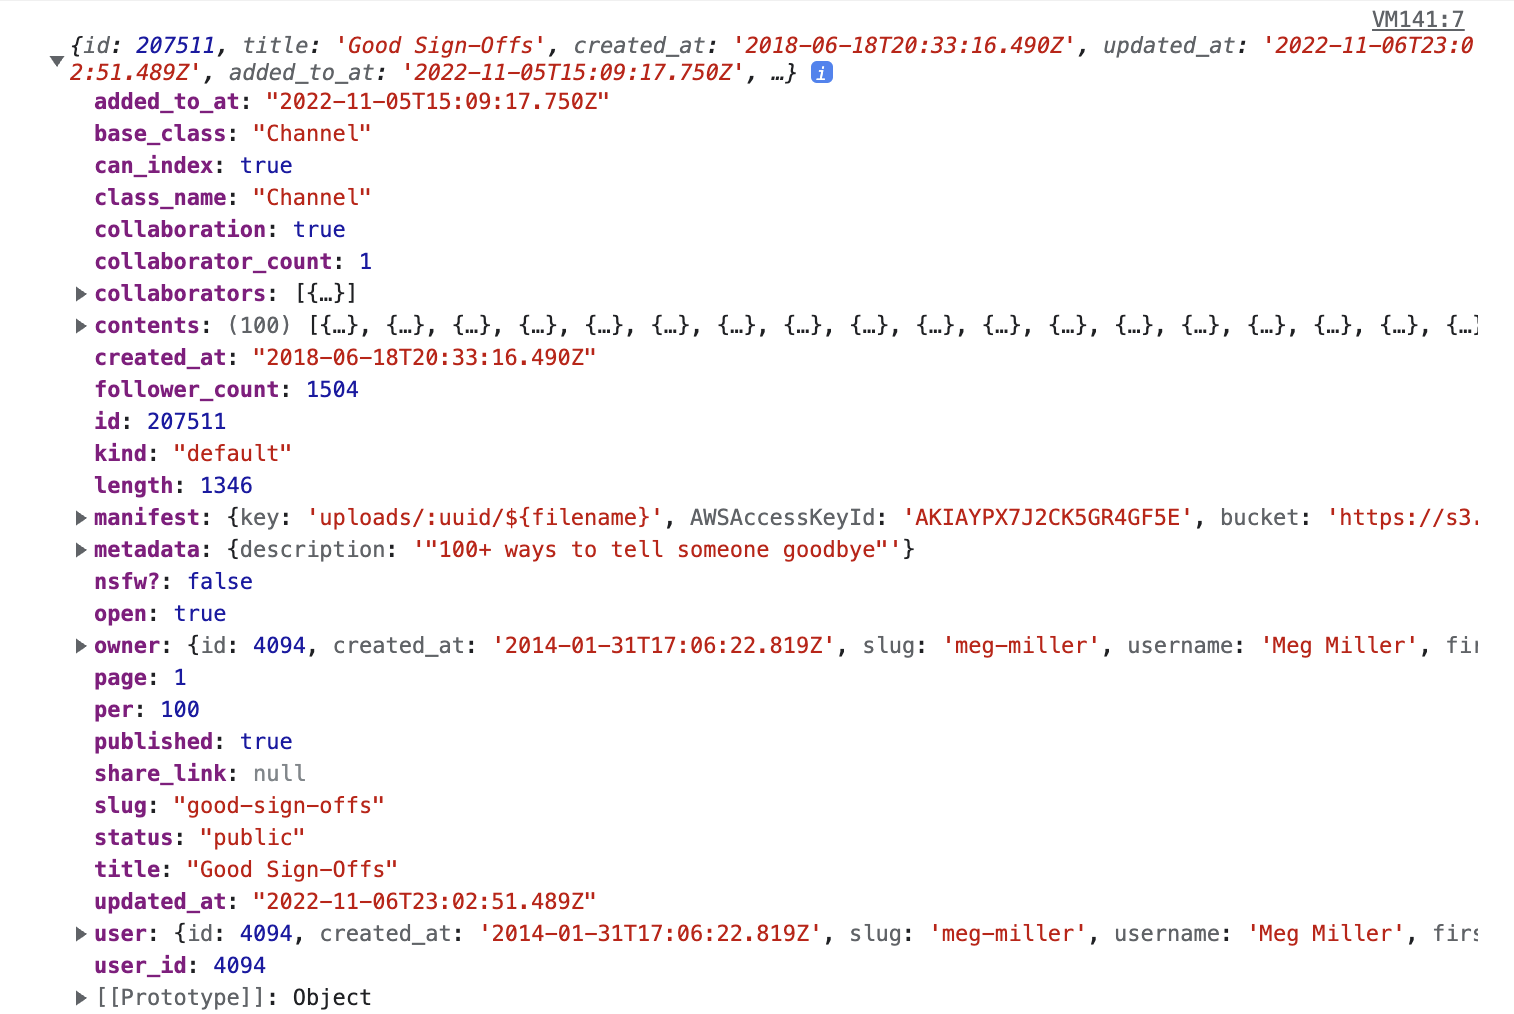 VM141:7
{id: 207511, title: 'Good Sign-Offs', created_at: '2018-06-18T20:33:16.490Z', updated_at: '2022-11-06T23:0
2:51.489Z', added_to_at: '2022-11-05T15:09:17.750Z', …} i
added_to_at: "2022-11-05T15:09:17.750Z"
base_class: "Channel"
can_index: true
class_name: "Channel"
collaboration: true
collaborator_count: 1
collaborators: [{…}]
contents: (100) [{…}, {…}, {…}, {…}, {…}, {…}, {…}, {…}, {…}, {…}, {…}, {…}, {…}, {…}, {…}, {…}, {…}, {…}
created_at: "2018-06-18T20:33:16.490Z"
follower_count: 1504
id: 207511
kind: "default"
length: 1346
manifest: {key: 'uploads/:uuid/${filename}', AWSAccessKeyId: 'AKIAYPX7J2CK5GR4GF5E', bucket: 'https://s3.
metadata: {description: '"100+ ways to tell someone goodbye"'}
nsfw?: false
open: true
owner: {id: 4094, created_at: '2014-01-31T17:06:22.819Z', slug: 'meg-miller', username: 'Meg Miller', fir
page: 1
per: 100
published: true
share_link: null
slug: "good-sign-offs"
status: "public"
title: "Good Sign-Offs"
updated_at: "2022-11-06T23:02:51.489Z"
user: {id: 4094, created_at: '2014-01-31T17:06:22.819Z', slug: 'meg-miller', username: 'Meg Miller', firs
user_id: 4094
[[Prototype]]: Object